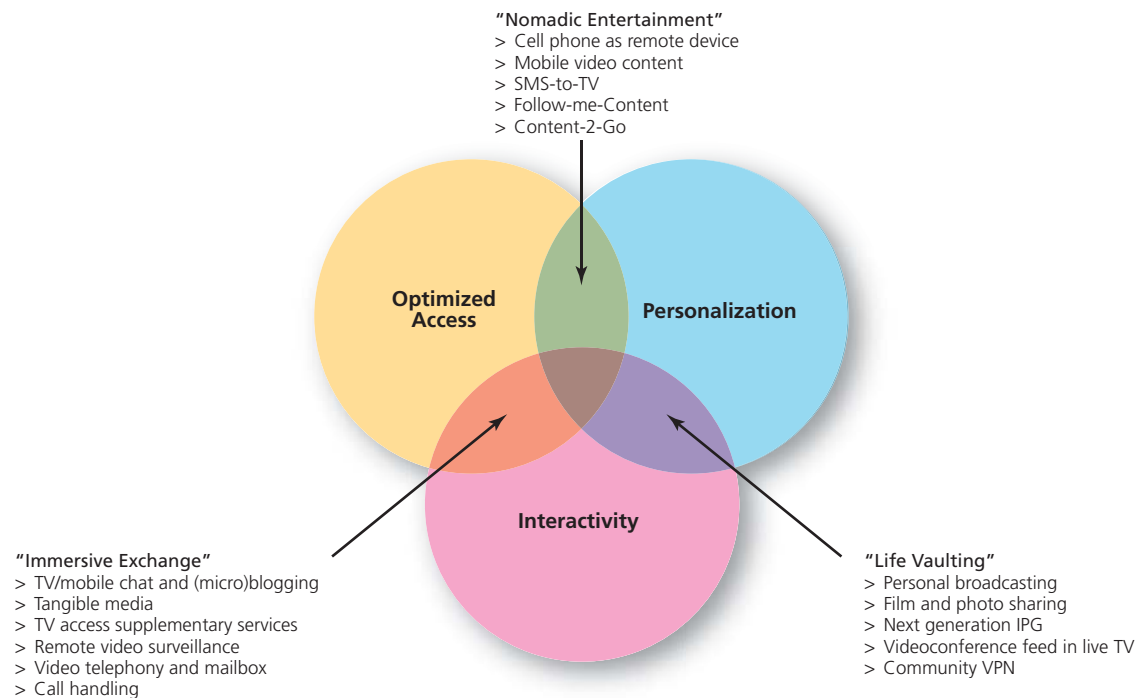 “Nomadic Entertainment”
> Cell phone as remote device
> Mobile video content
> SMS-to-TV
> Follow-me-Content
> Content-2-Go
Optimized
Access
Personalization
Interactivity
“Immersive Exchange”
> TV/mobile chat and (micro)blogging
> Tangible media
> TV access supplementary services
> Remote video surveillance
> Video telephony and mailbox
> Call handling
“Life Vaulting”
> Personal broadcasting
> Film and photo sharing
> Next generation IPG
> Videoconference feed in live TV
> Community VPN